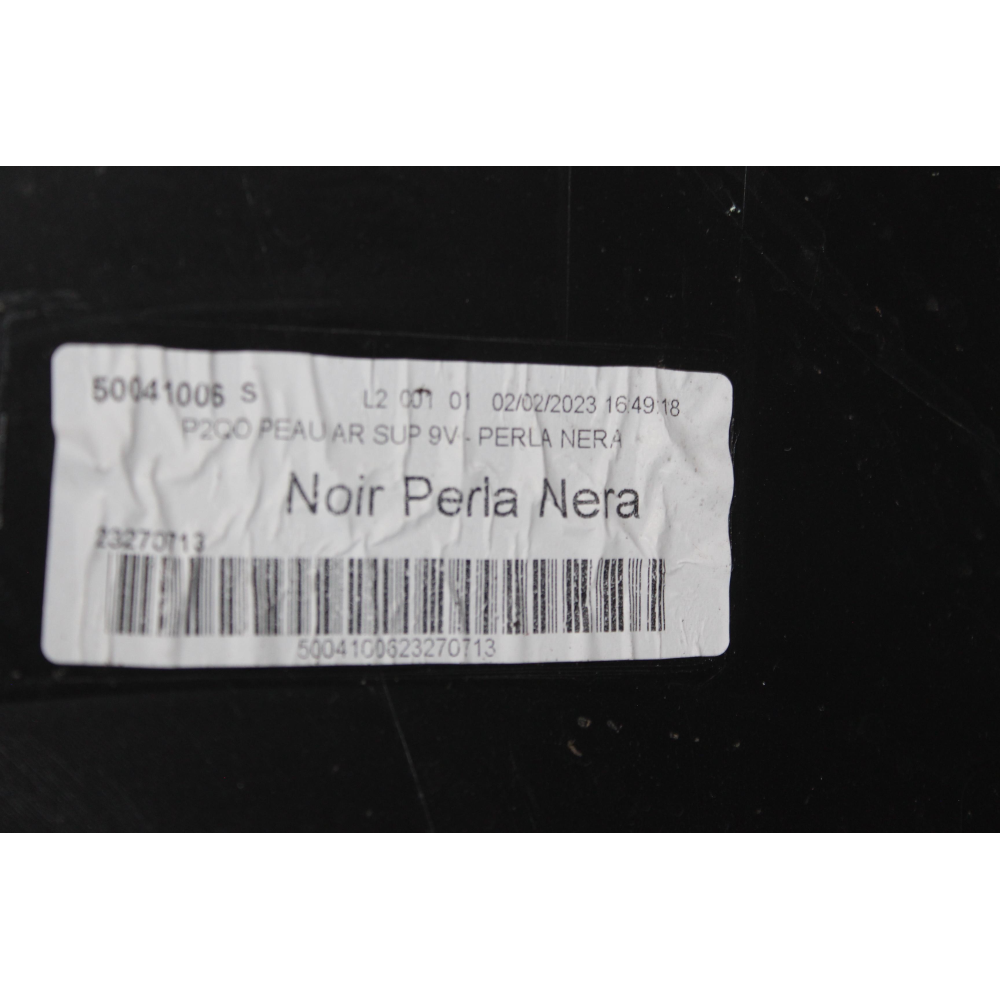 50041006 S L2 001 01 02/02/2023 16:49:18
P2QO PEAU AR SUP 9V - PERLA NERA
Noir Perla Nera
23270713
5004100623270713